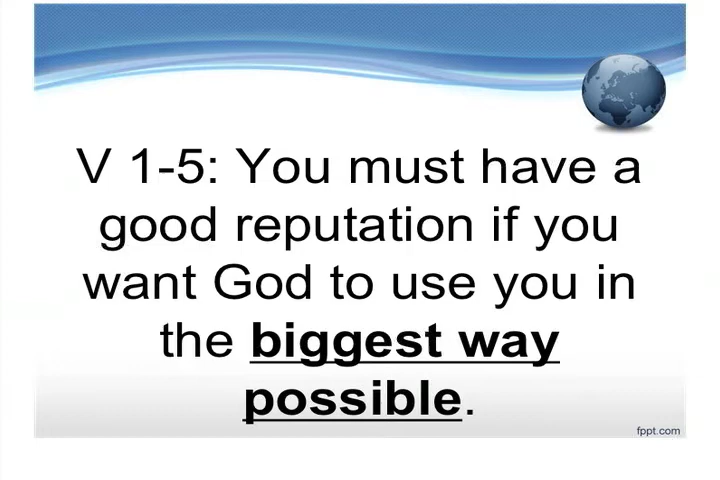 V 1-5: You must have a
good reputation if you
want God to use you in
the biggest way
possible.
fppt.com